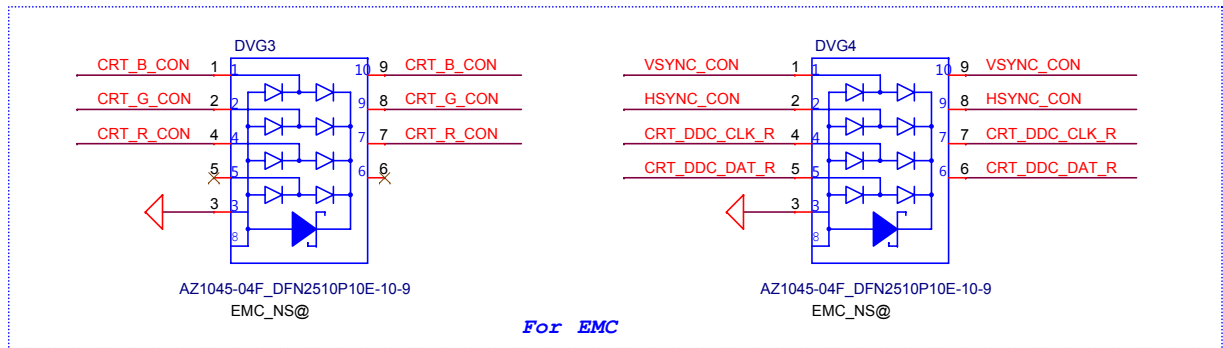 DVG3
CRT_B_CON 1 1 10 9 CRT_B_CON
CRT_G_CON 2 2 9 8 CRT_G_CON
CRT_R_CON 4 4 7 7 CRT_R_CON
5 5 6 6
3 3
8
AZ1045-04F_DFN2510P10E-10-9
EMC_NS@
DVG4
VSYNC_CON 1 1 10 9 VSYNC_CON
HSYNC_CON 2 2 9 8 HSYNC_CON
CRT_DDC_CLK_R 4 4 7 7 CRT_DDC_CLK_R
CRT_DDC_DAT_R 5 5 6 6 CRT_DDC_DAT_R
3 3
8
AZ1045-04F_DFN2510P10E-10-9
EMC_NS@
For EMC